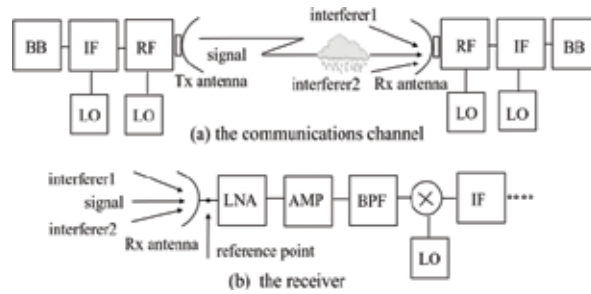 interferer1
BB IF RF signal RF IF BB
Tx antenna interferer2 Rx antenna
LO LO LO LO
(a) the communications channel
interferer1
signal LNA AMP BPF IF
interferer2
Rx antenna reference point LO
(b) the receiver